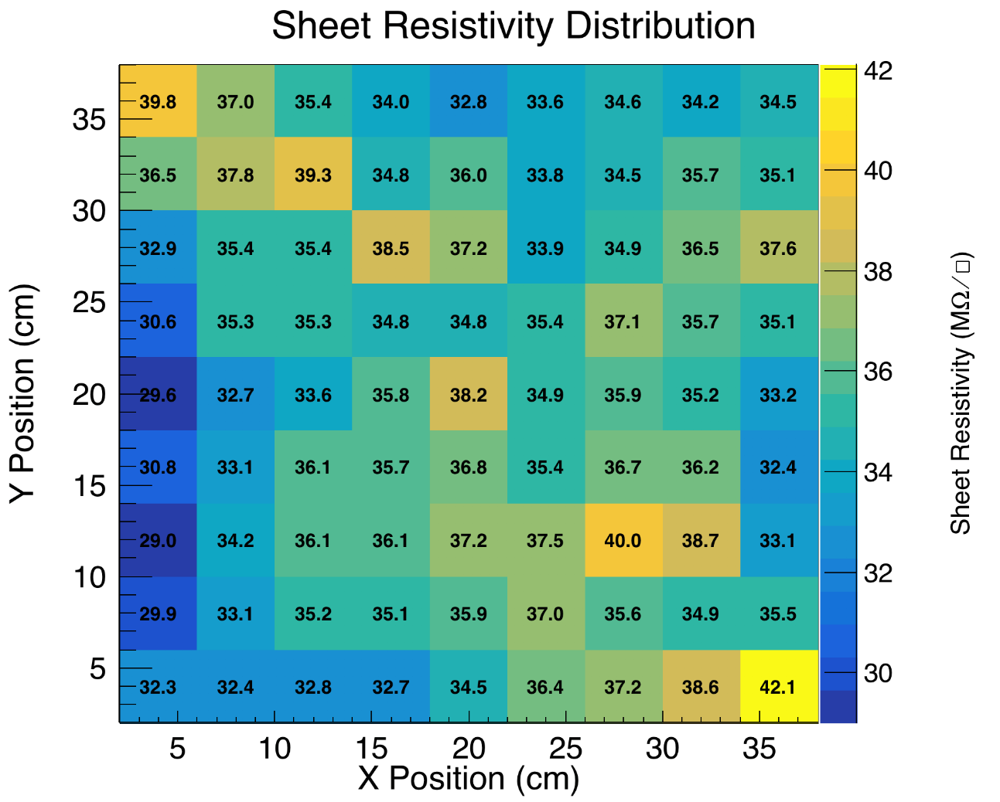 Sheet Resistivity Distribution
39.8 37.0 35.4 34.0 32.8 33.6 34.6 34.2 34.5
36.5 37.8 39.3 34.8 36.0 33.8 34.5 35.7 35.1
32.9 35.4 35.4 38.5 37.2 33.9 34.9 36.5 37.6
30.6 35.3 35.3 34.8 34.8 35.4 37.1 35.7 35.1
29.6 32.7 33.6 35.8 38.2 34.9 35.9 35.2 33.2
30.8 33.1 36.1 35.7 36.8 35.4 36.7 36.2 32.4
29.0 34.2 36.1 36.1 37.2 37.5 40.0 38.7 33.1
29.9 33.1 35.2 35.1 35.9 37.0 35.6 34.9 35.5
32.3 32.4 32.8 32.7 34.5 36.4 37.2 38.6 42.1
35
30
25
20
15
10
5
Y Position (cm)
5 10 15 20 25 30 35
X Position (cm)
42
40
38
36
34
32
30
Sheet Resistivity (MΩ/□)